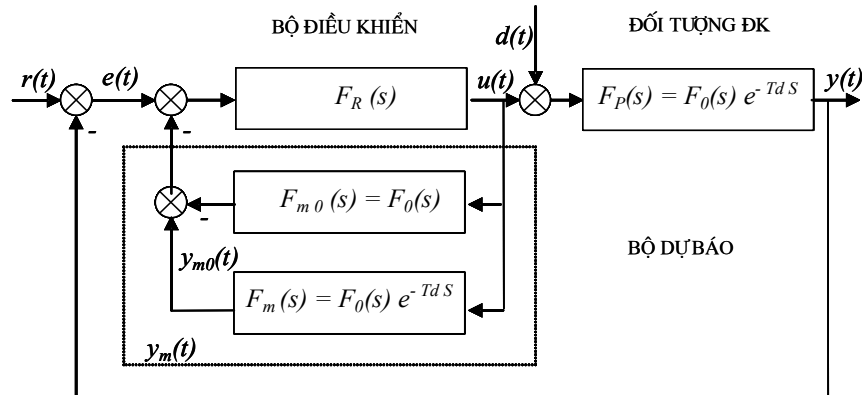 BỘ ĐIỀU KHIỂN
d(t)
ĐỐI TƯỢNG ĐK
r(t)
e(t)
F_R (s)
u(t)
F_P(s) = F_0(s) e^{- Td S}
y(t)
-
-
F_{m 0} (s) = F_0(s)
-
BỘ DỰ BÁO
y_{m0}(t)
F_m (s) = F_0(s) e^{- Td S}
y_m(t)